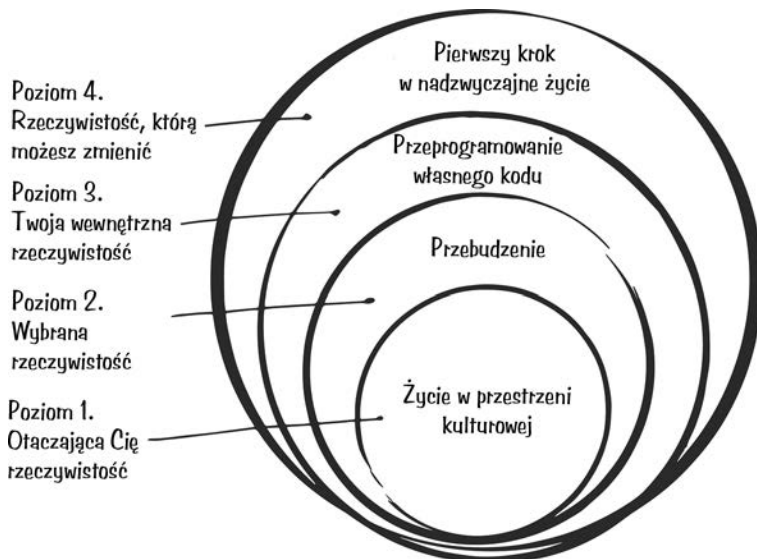 Pierwszy krok
w nadzwyczajne życie
Poziom 4.
Rzeczywistość, którą
możesz zmienić
Przeprogramowanie
własnego kodu
Poziom 3.
Twoja wewnętrzna
rzeczywistość
Przebudzenie
Poziom 2.
Wybrana
rzeczywistość
Życie w przestrzeni
kulturowej
Poziom 1.
Otaczająca Cię
rzeczywistość